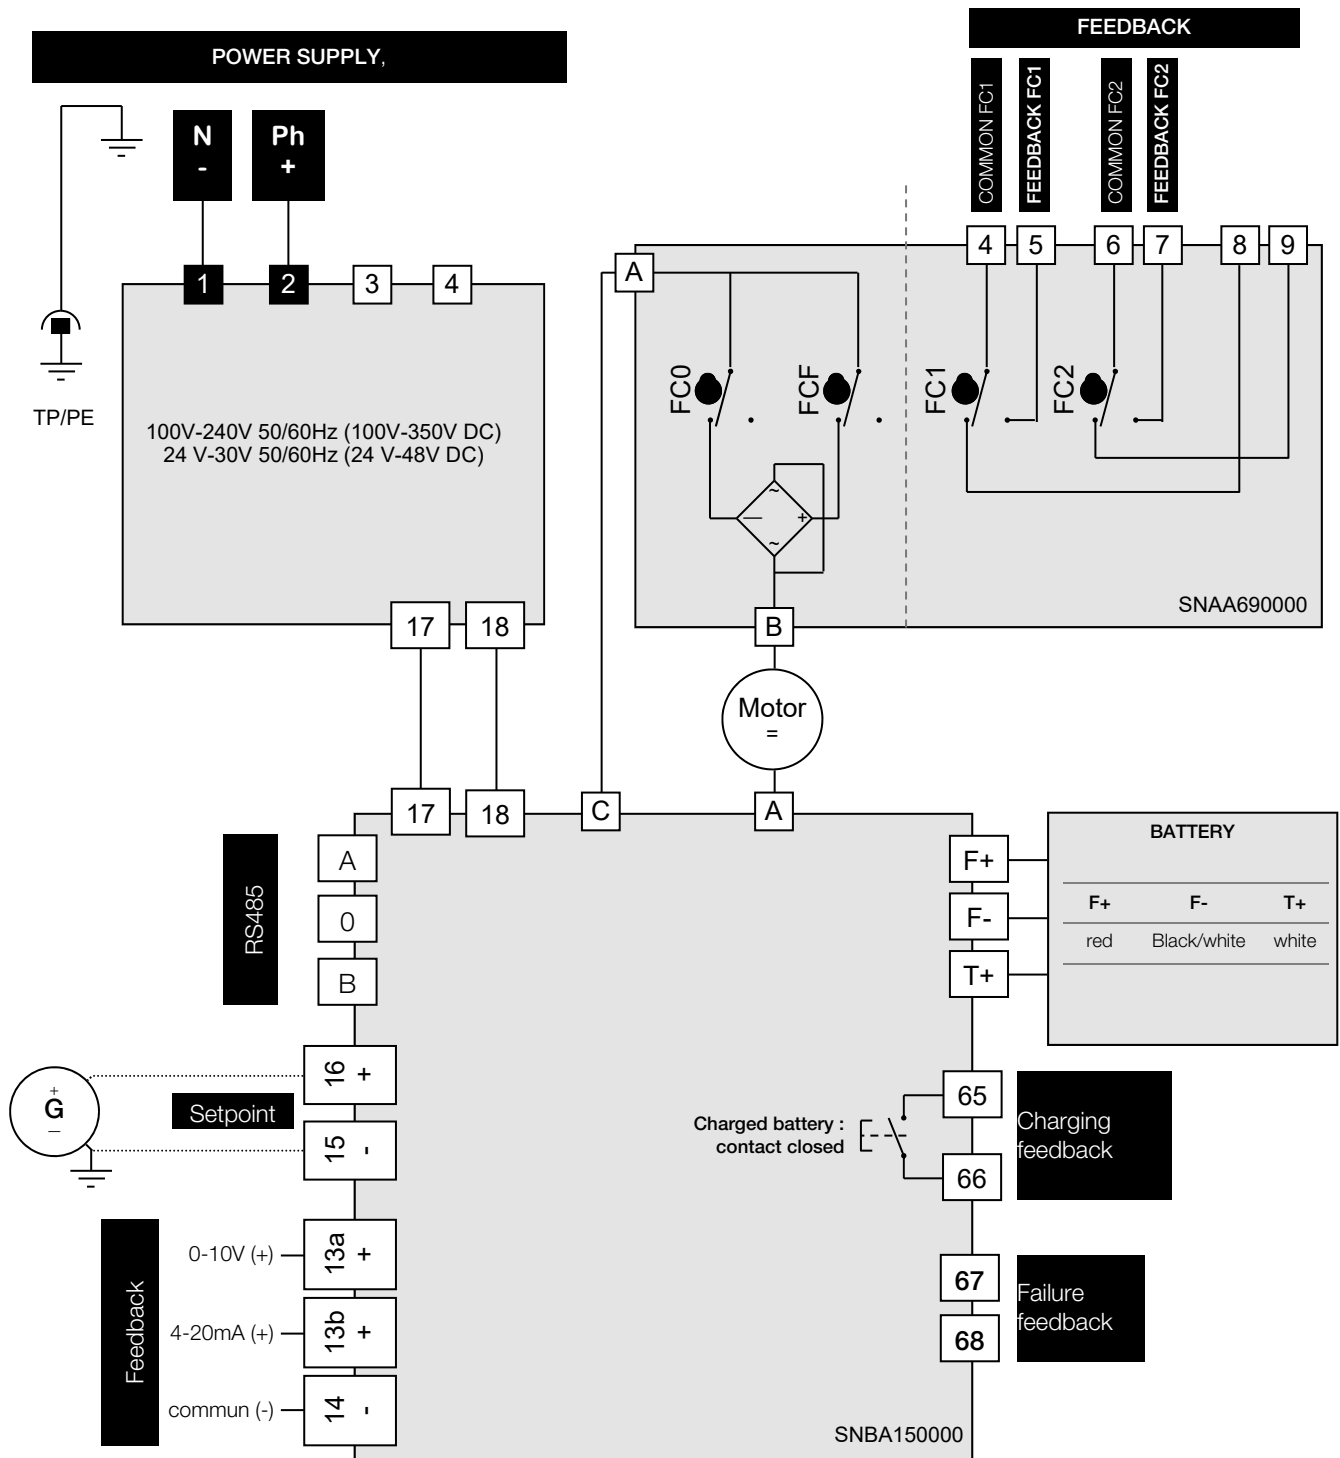 POWER SUPPLY,
FEEDBACK
COMMON FC1
FEEDBACK FC1
COMMON FC2
FEEDBACK FC2
N
-
Ph
+
1
2
3
4
TP/PE
100V-240V 50/60Hz (100V-350V DC)
24 V-30V 50/60Hz (24 V-48V DC)
17
18
4
5
6
7
8
9
A
FC0
FCF
FC1
FC2
~
—
+
~
SNAA690000
B
Motor
=
17
18
C
A
RS485
A
0
B
F+
F-
T+
BATTERY
F+ F- T+
red Black/white white
+
G
—
Setpoint
16 +
15 -
Charged battery :
contact closed
65
66
Charging
feedback
Feedback
0-10V (+)
13a +
4-20mA (+)
13b +
commun (-)
14 -
67
68
Failure
feedback
SNBA150000